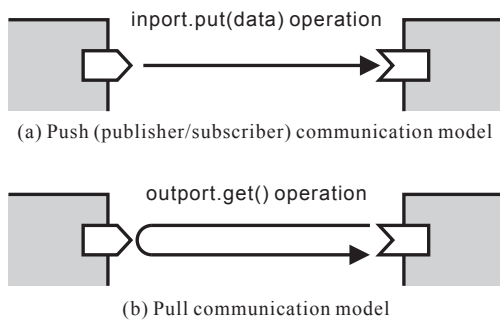 inport.put(data) operation
(a) Push (publisher/subscriber) communication model
outport.get() operation
(b) Pull communication model